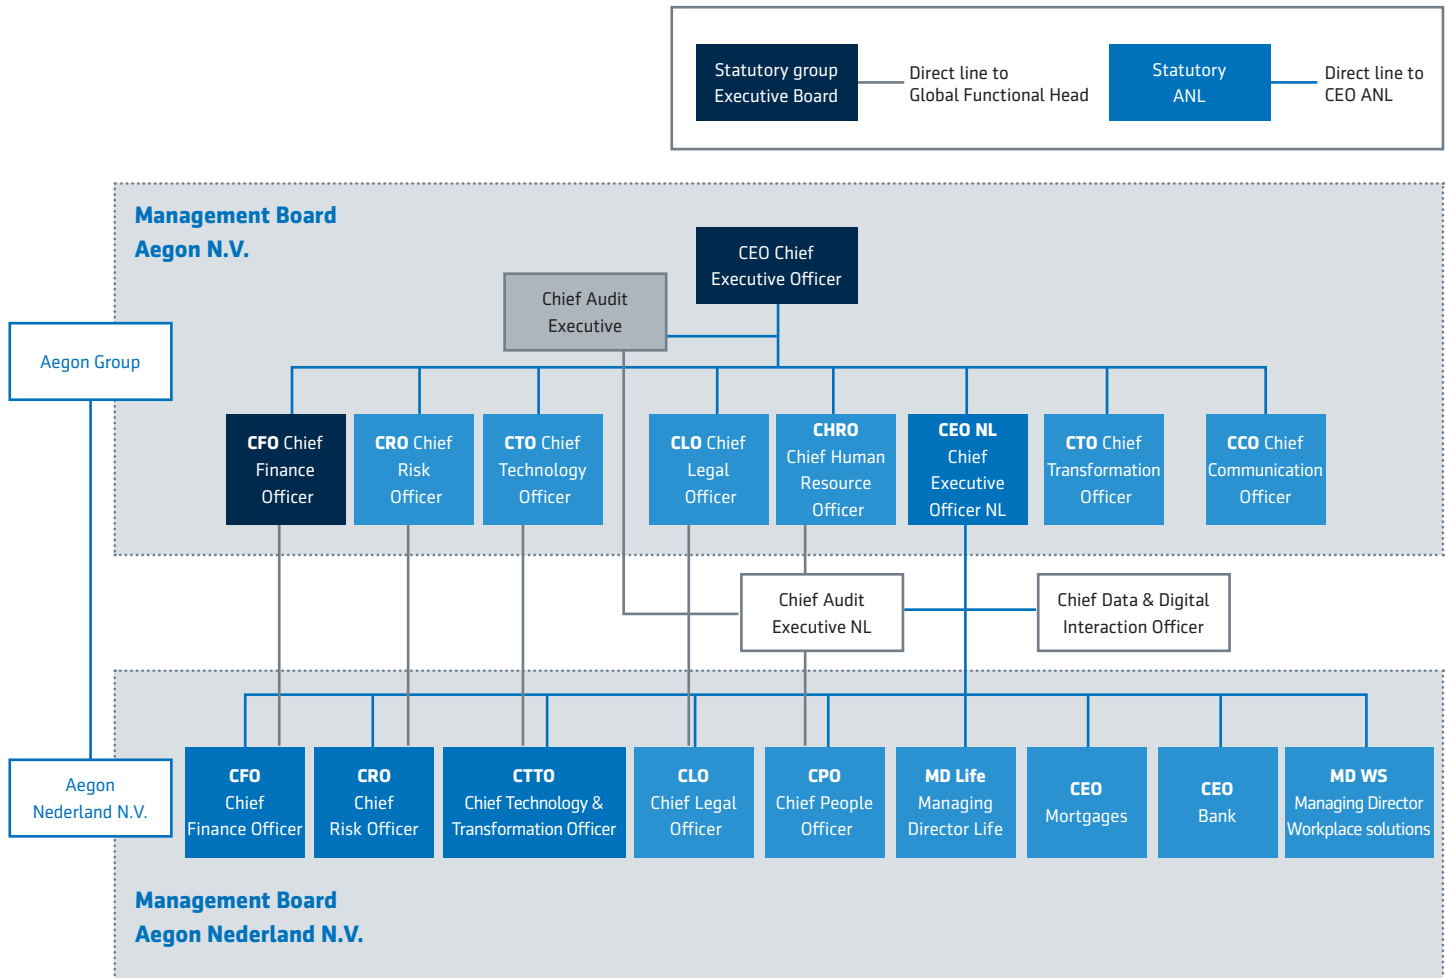 Statutory group
Executive Board
Direct line to
Global Functional Head
Statutory
ANL
Direct line to
CEO ANL
Management Board
Aegon N.V.
CEO Chief
Executive Officer
Chief Audit
Executive
Aegon Group
CFO Chief
Finance
Officer
CRO Chief
Risk
Officer
CTO Chief
Technology
Officer
CLO Chief
Legal
Officer
CHRO
Chief Human
Resource
Officer
CEO NL
Chief
Executive
Officer NL
CTO Chief
Transformation
Officer
CCO Chief
Communication
Officer
Chief Audit
Executive NL
Chief Data & Digital
Interaction Officer
Aegon
Nederland N.V.
CFO
Chief
Finance Officer
CRO
Chief
Risk Officer
CTTO
Chief Technology &
Transformation Officer
CLO
Chief Legal
Officer
CPO
Chief People
Officer
MD Life
Managing
Director Life
CEO
Mortgages
CEO
Bank
MD WS
Managing Director
Workplace solutions
Management Board
Aegon Nederland N.V.